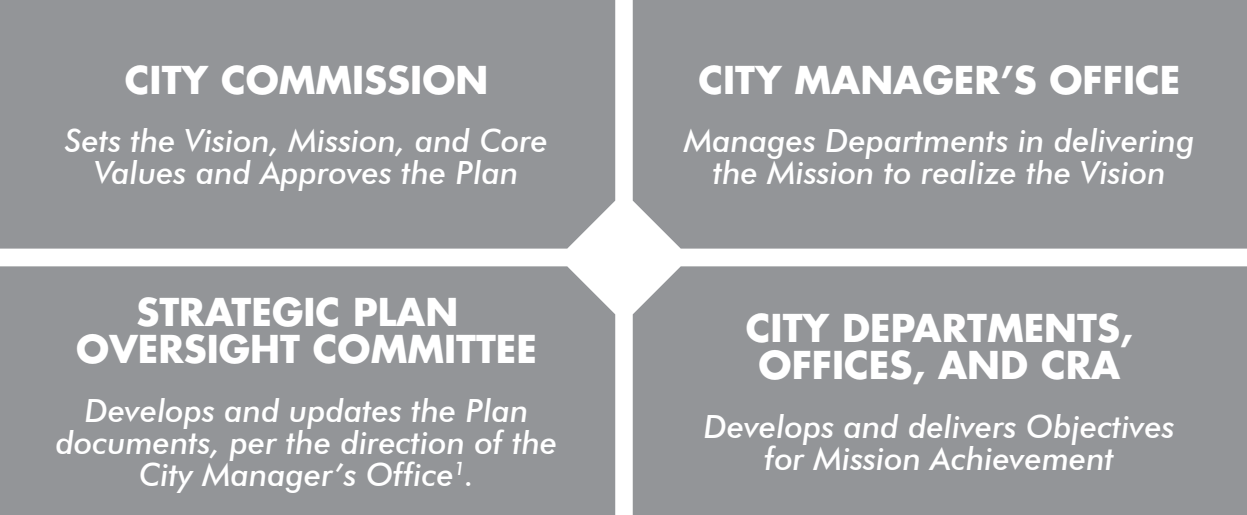 CITY COMMISSION
Sets the Vision, Mission, and Core
Values and Approves the Plan
CITY MANAGER’S OFFICE
Manages Departments in delivering
the Mission to realize the Vision
STRATEGIC PLAN
OVERSIGHT COMMITTEE
Develops and updates the Plan
documents, per the direction of the
City Manager’s Office¹.
CITY DEPARTMENTS,
OFFICES, AND CRA
Develops and delivers Objectives
for Mission Achievement